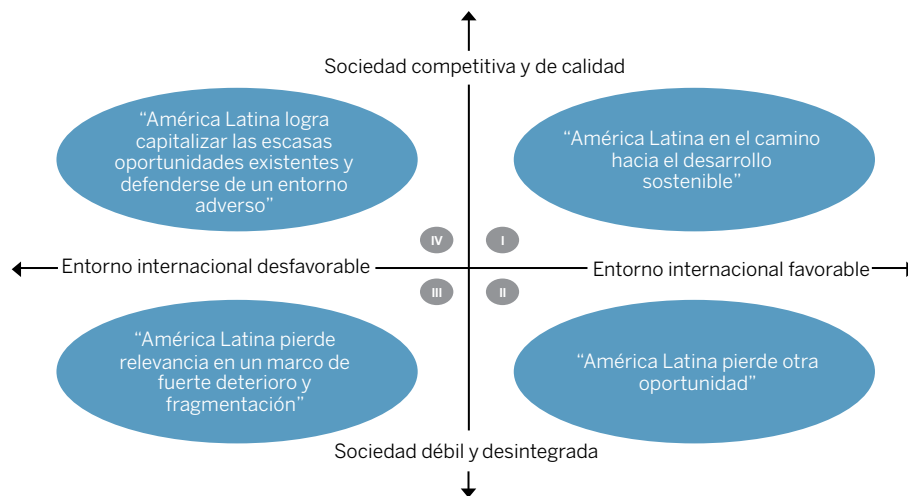 Sociedad competitiva y de calidad
“América Latina logra
capitalizar las escasas
oportunidades existentes y
defenderse de un entorno
adverso”
“América Latina en el camino
hacia el desarrollo
sostenible”
IV
I
Entorno internacional desfavorable
Entorno internacional favorable
III
II
“América Latina pierde
relevancia en un marco de
fuerte deterioro y
fragmentación”
“América Latina pierde otra
oportunidad”
Sociedad débil y desintegrada